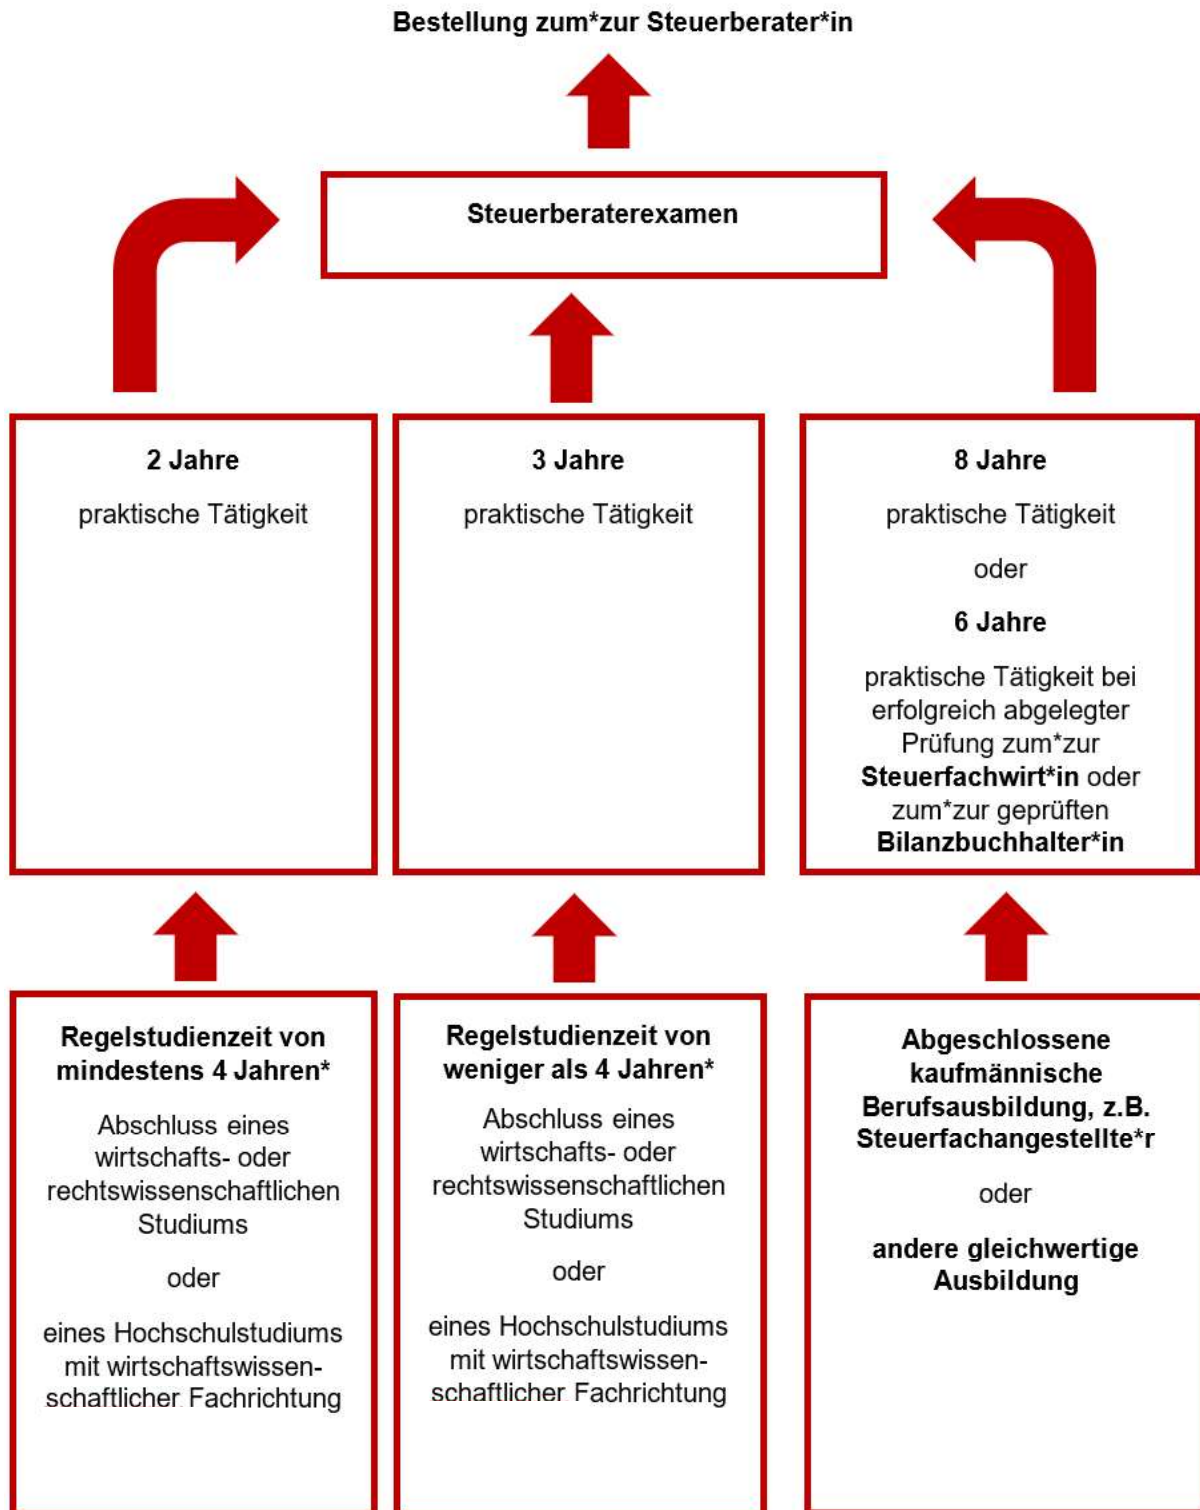 Bestellung zum*zur Steuerberater*in
Steuerberaterexamen
2 Jahre
praktische Tätigkeit
3 Jahre
praktische Tätigkeit
8 Jahre
praktische Tätigkeit
oder
6 Jahre
praktische Tätigkeit bei
erfolgreich abgelegter
Prüfung zum*zur
Steuerfachwirt*in oder
zum*zur geprüften
Bilanzbuchhalter*in
Regelstudienzeit von
mindestens 4 Jahren*
Abschluss eines
wirtschafts- oder
rechtswissenschaftlichen
Studiums
oder
eines Hochschulstudiums
mit wirtschaftswissen-
schaftlicher Fachrichtung
Regelstudienzeit von
weniger als 4 Jahren*
Abschluss eines
wirtschafts- oder
rechtswissenschaftlichen
Studiums
oder
eines Hochschulstudiums
mit wirtschaftswissen-
schaftlicher Fachrichtung
Abgeschlossene
kaufmännische
Berufsausbildung, z.B.
Steuerfachangestellte*r
oder
andere gleichwertige
Ausbildung